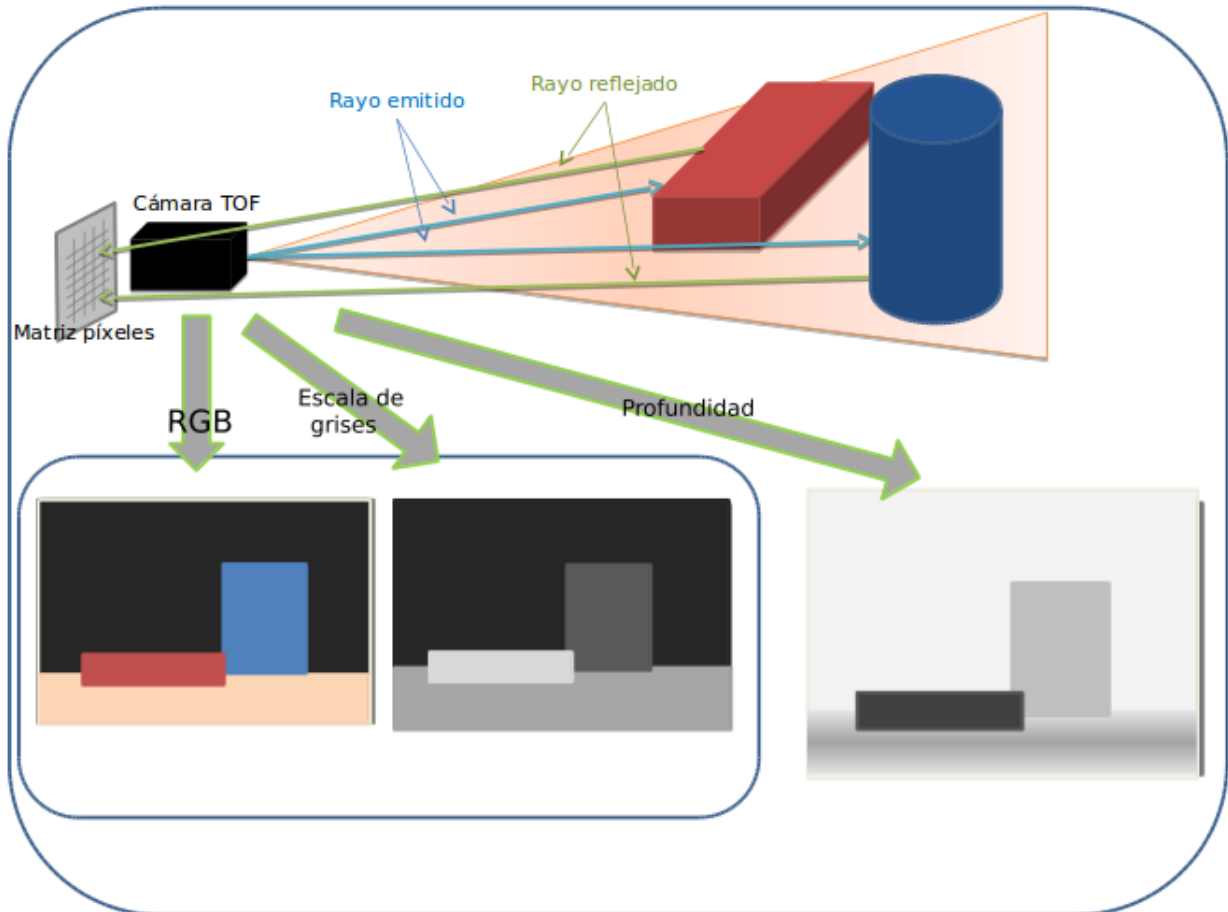 Rayo reflejado
Rayo emitido
Cámara TOF
Matriz píxeles
RGB
Escala de
grises
Profundidad